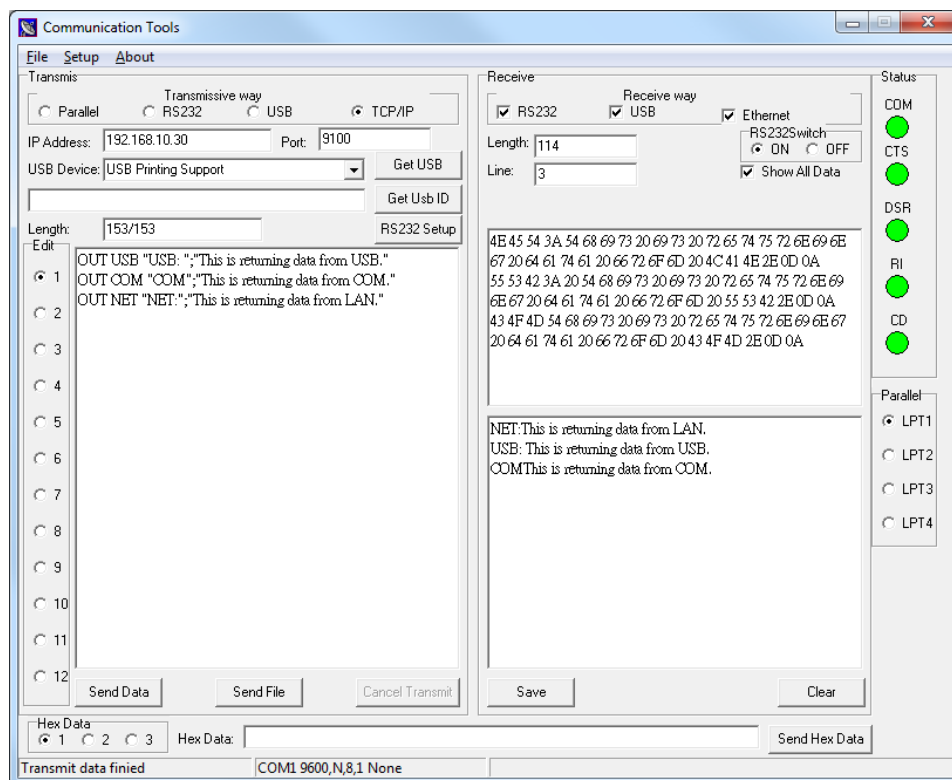 Communication Tools
File Setup About
Transmis
Transmissive way
Parallel RS232 USB TCP/IP
IP Address: 192.168.10.30 Port: 9100
USB Device: USB Printing Support Get USB
Get Usb ID
Length: 153/153 RS232 Setup
Edit
1
2
3
4
5
6
7
8
9
10
11
12
OUT USB "USB: ";"This is returning data from USB."
OUT COM "COM";"This is returning data from COM."
OUT NET "NET:";"This is returning data from LAN."
Send Data Send File Cancel Transmit
Receive
Receive way
RS232 USB Ethernet
Length: 114
RS232Switch
ON OFF
Line: 3
Show All Data
4E 45 54 3A 54 68 69 73 20 69 73 20 72 65 74 75 72 6E 69 6E
67 20 64 61 74 61 20 66 72 6F 6D 20 4C 41 4E 2E 0D 0A
55 53 42 3A 20 54 68 69 73 20 69 73 20 72 65 74 75 72 6E 69
6E 67 20 64 61 74 61 20 66 72 6F 6D 20 55 53 42 2E 0D 0A
43 4F 4D 54 68 69 73 20 69 73 20 72 65 74 75 72 6E 69 6E 67
20 64 61 74 61 20 66 72 6F 6D 20 43 4F 4D 2E 0D 0A
NET:This is returning data from LAN.
USB: This is returning data from USB.
COMThis is returning data from COM.
Save Clear
Status
COM
CTS
DSR
RI
CD
Parallel
LPT1
LPT2
LPT3
LPT4
Hex Data
1 2 3 Hex Data: Send Hex Data
Transmit data finied COM1 9600,N,8,1 None